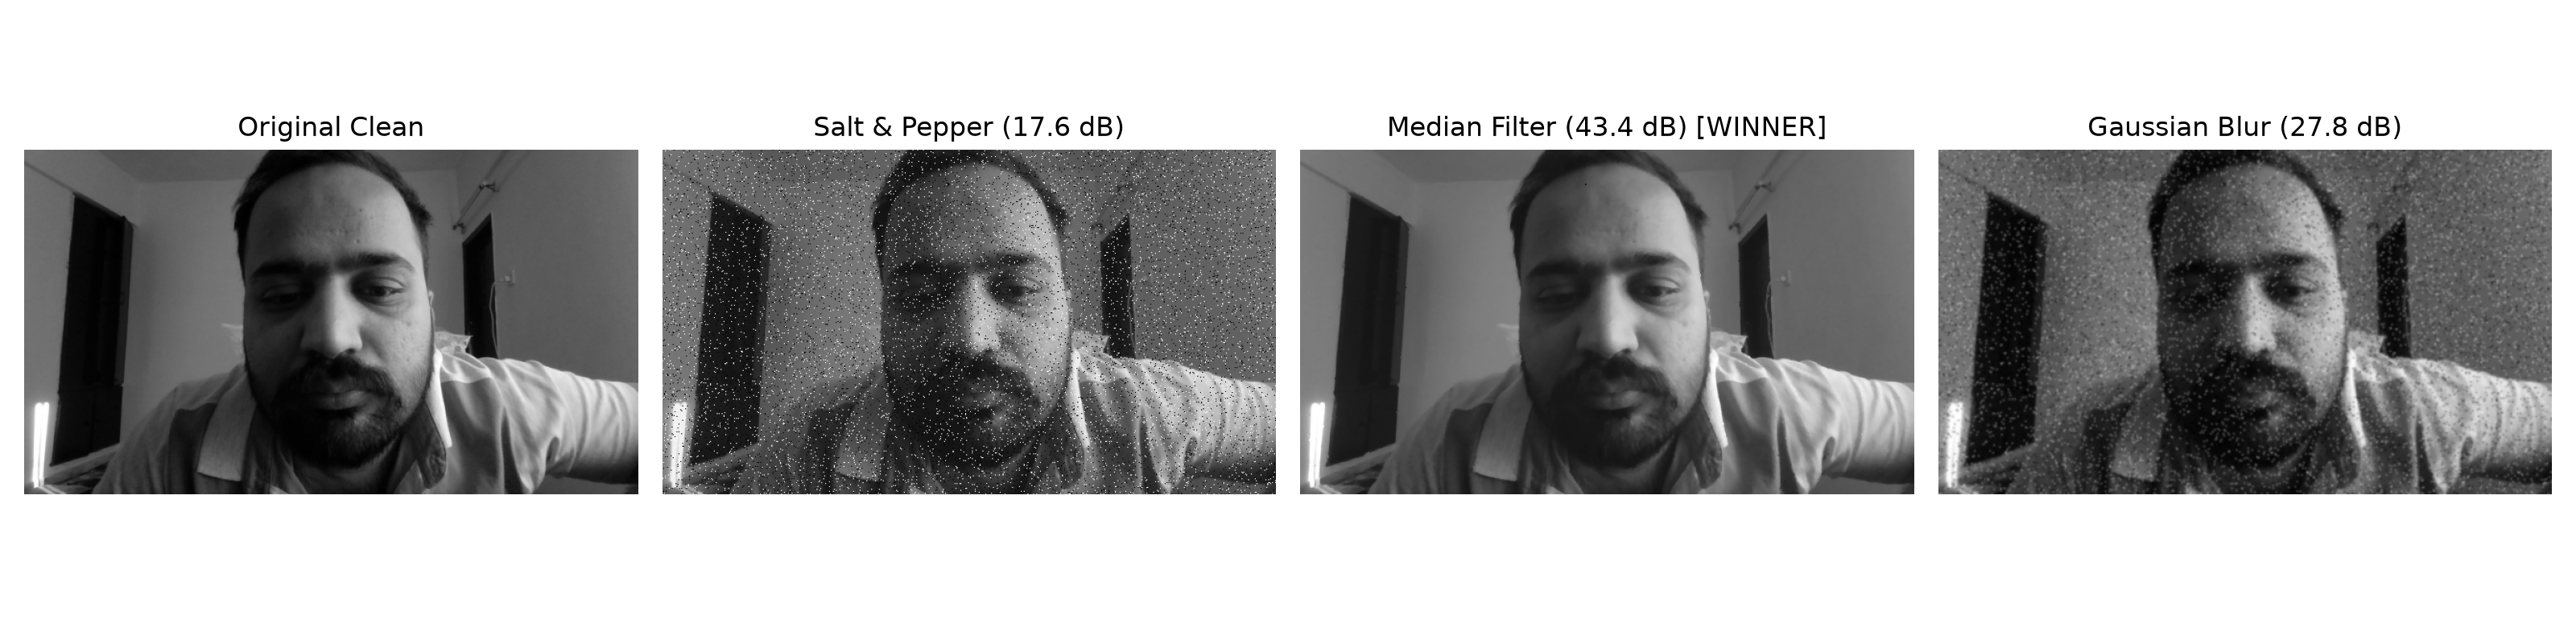 Original Clean
Salt & Pepper (17.6 dB)
Median Filter (43.4 dB) [WINNER]
Gaussian Blur (27.8 dB)